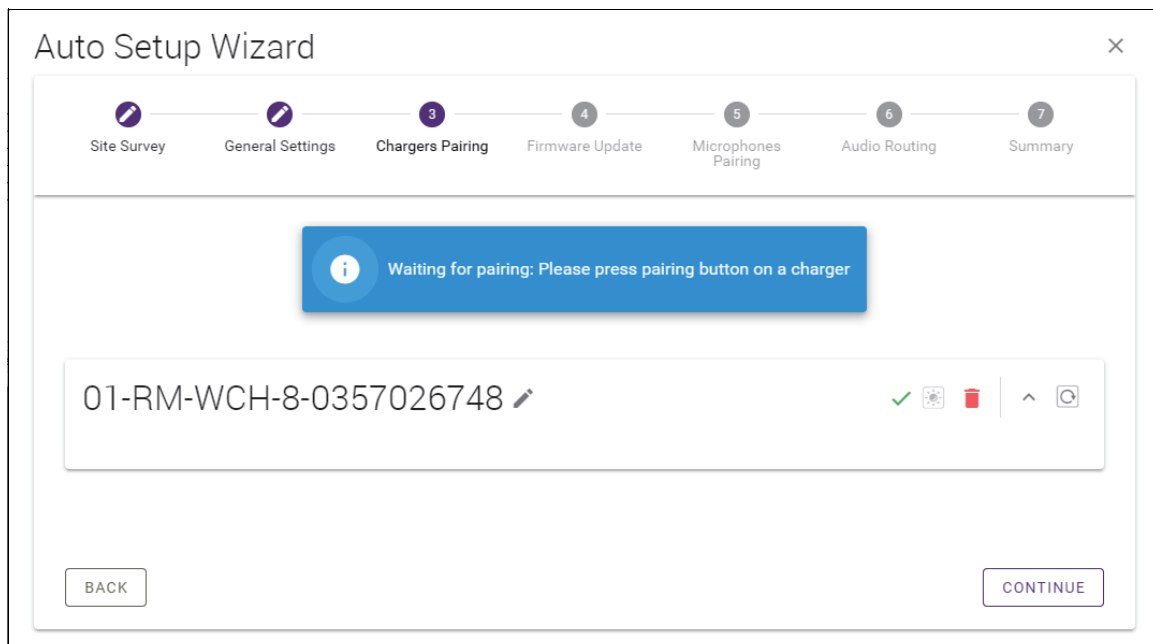 Auto Setup Wizard
3
4
5
6
7
Site Survey
General Settings
Chargers Pairing
Firmware Update
Microphones
Pairing
Audio Routing
Summary
Waiting for pairing: Please press pairing button on a charger
01-RM-WCH-8-0357026748
BACK
CONTINUE